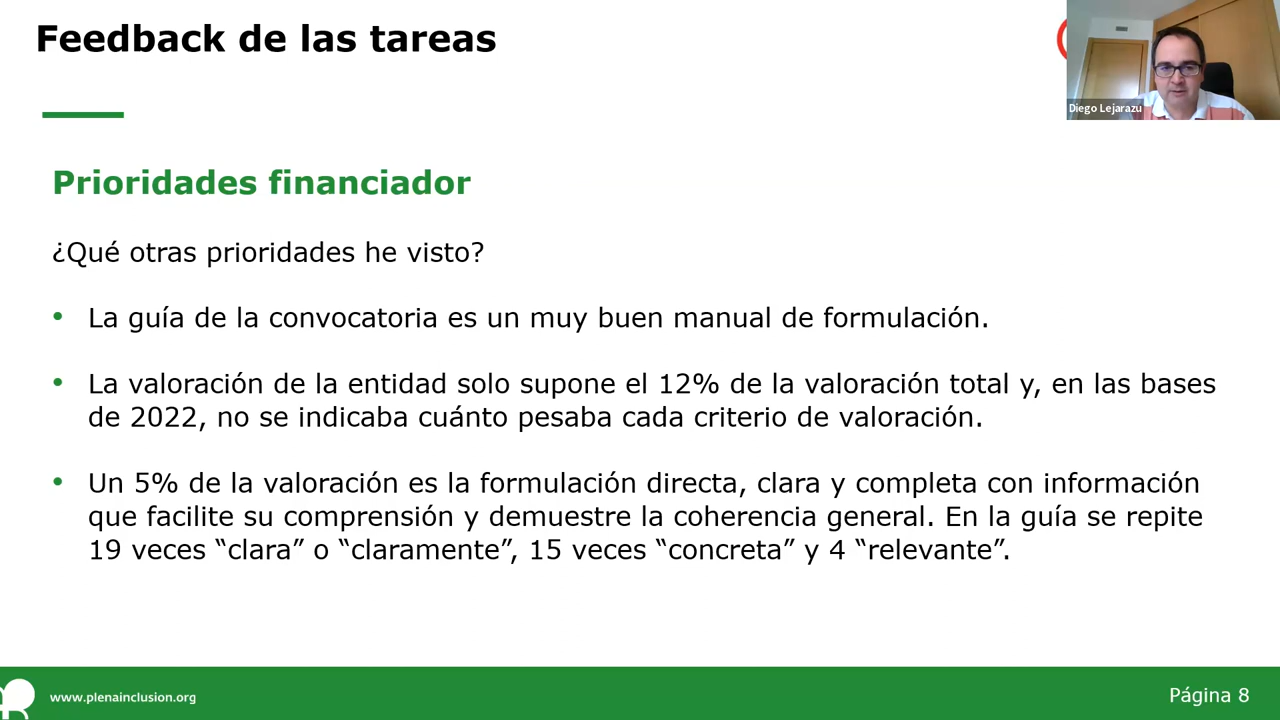 Feedback de las tareas
Diego Lejarazu
Prioridades financiador
¿Qué otras prioridades he visto?
• La guía de la convocatoria es un muy buen manual de formulación.
• La valoración de la entidad solo supone el 12% de la valoración total y, en las bases
de 2022, no se indicaba cuánto pesaba cada criterio de valoración.
• Un 5% de la valoración es la formulación directa, clara y completa con información
que facilite su comprensión y demuestre la coherencia general. En la guía se repite
19 veces “clara” o “claramente”, 15 veces “concreta” y 4 “relevante”.
www.plenainclusion.org
Página 8